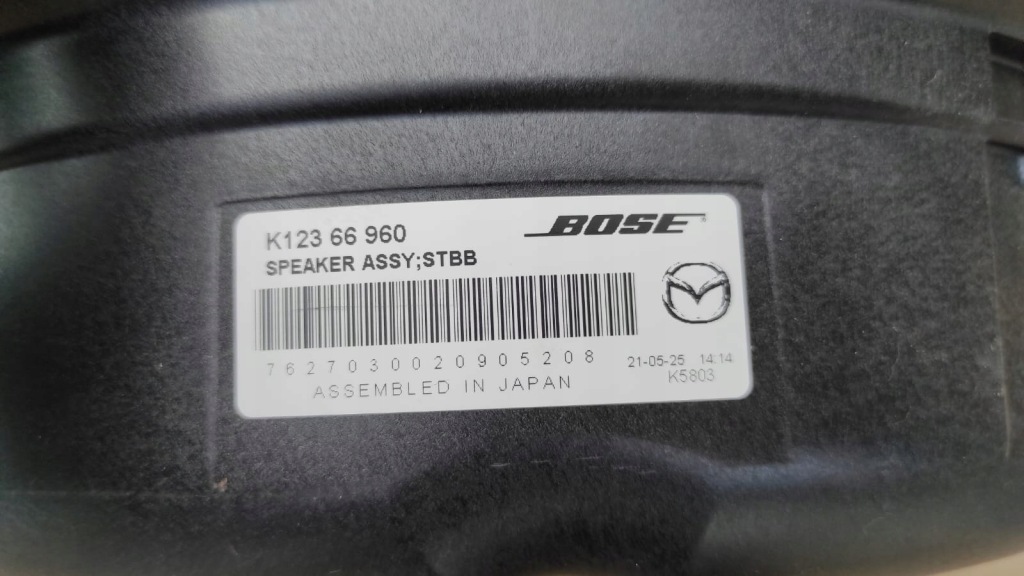 BOSE
K123 66 960
SPEAKER ASSY;STBB
7627030020905208
21-05-25 14:14
K5803
ASSEMBLED IN JAPAN